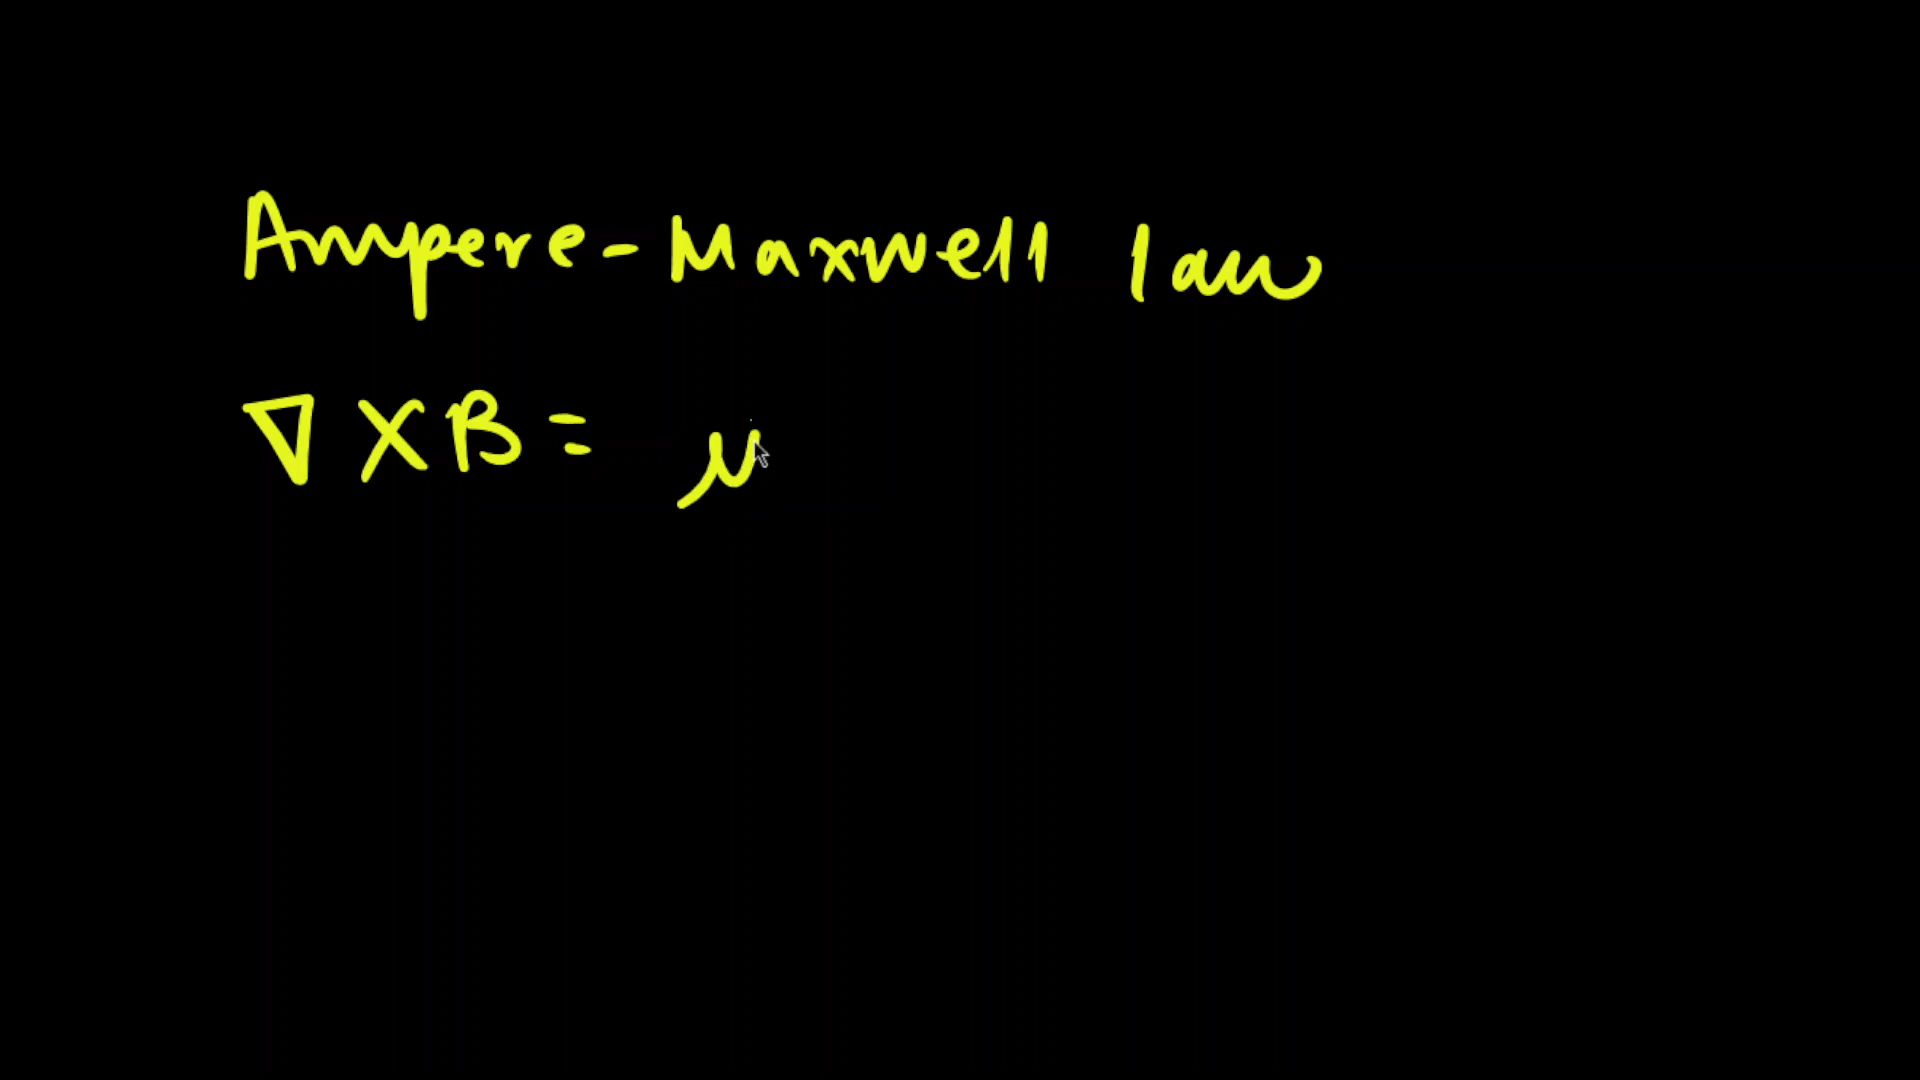 Ampere-Maxwell law
∇ X B = μ